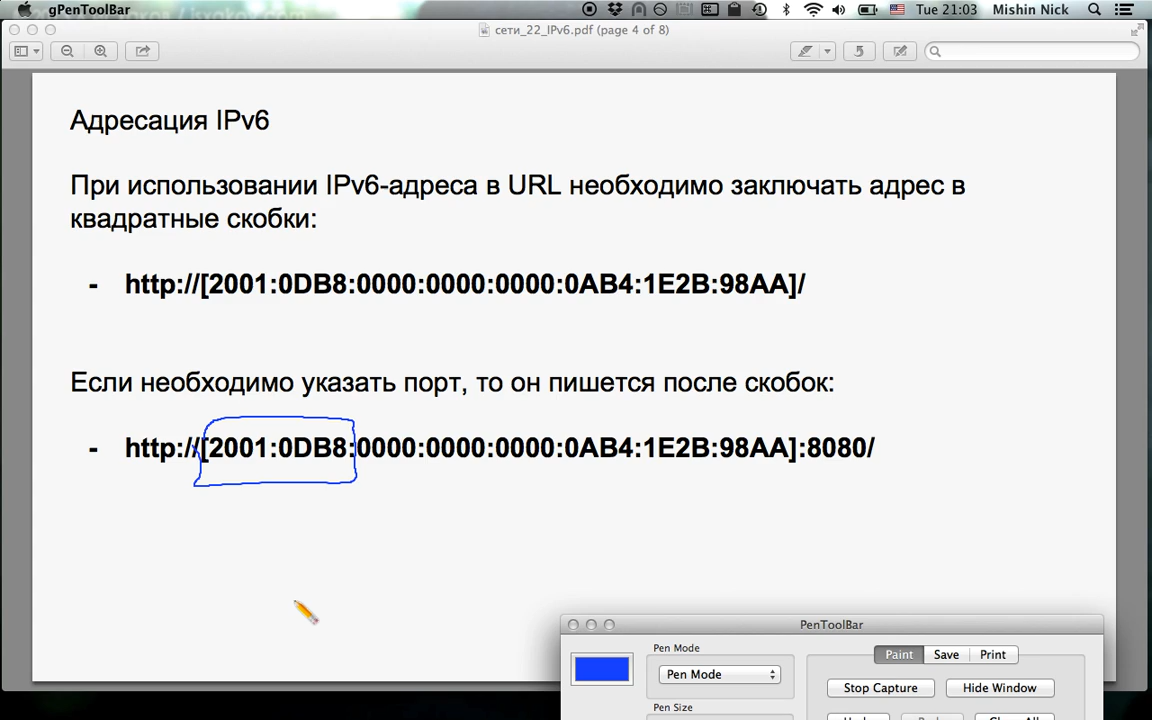 gPenToolBar
Tue 21:03
Mishin Nick
сети_22_IPv6.pdf (page 4 of 8)
Адресация IPv6
При использовании IPv6-адреса в URL необходимо заключать адрес в
квадратные скобки:
- http://[2001:0DB8:0000:0000:0000:0AB4:1E2B:98AA]/
Если необходимо указать порт, то он пишется после скобок:
- http://[2001:0DB8:0000:0000:0000:0AB4:1E2B:98AA]:8080/
PenToolBar
Pen Mode
Paint Save Print
Pen Mode
Stop Capture Hide Window
Pen Size